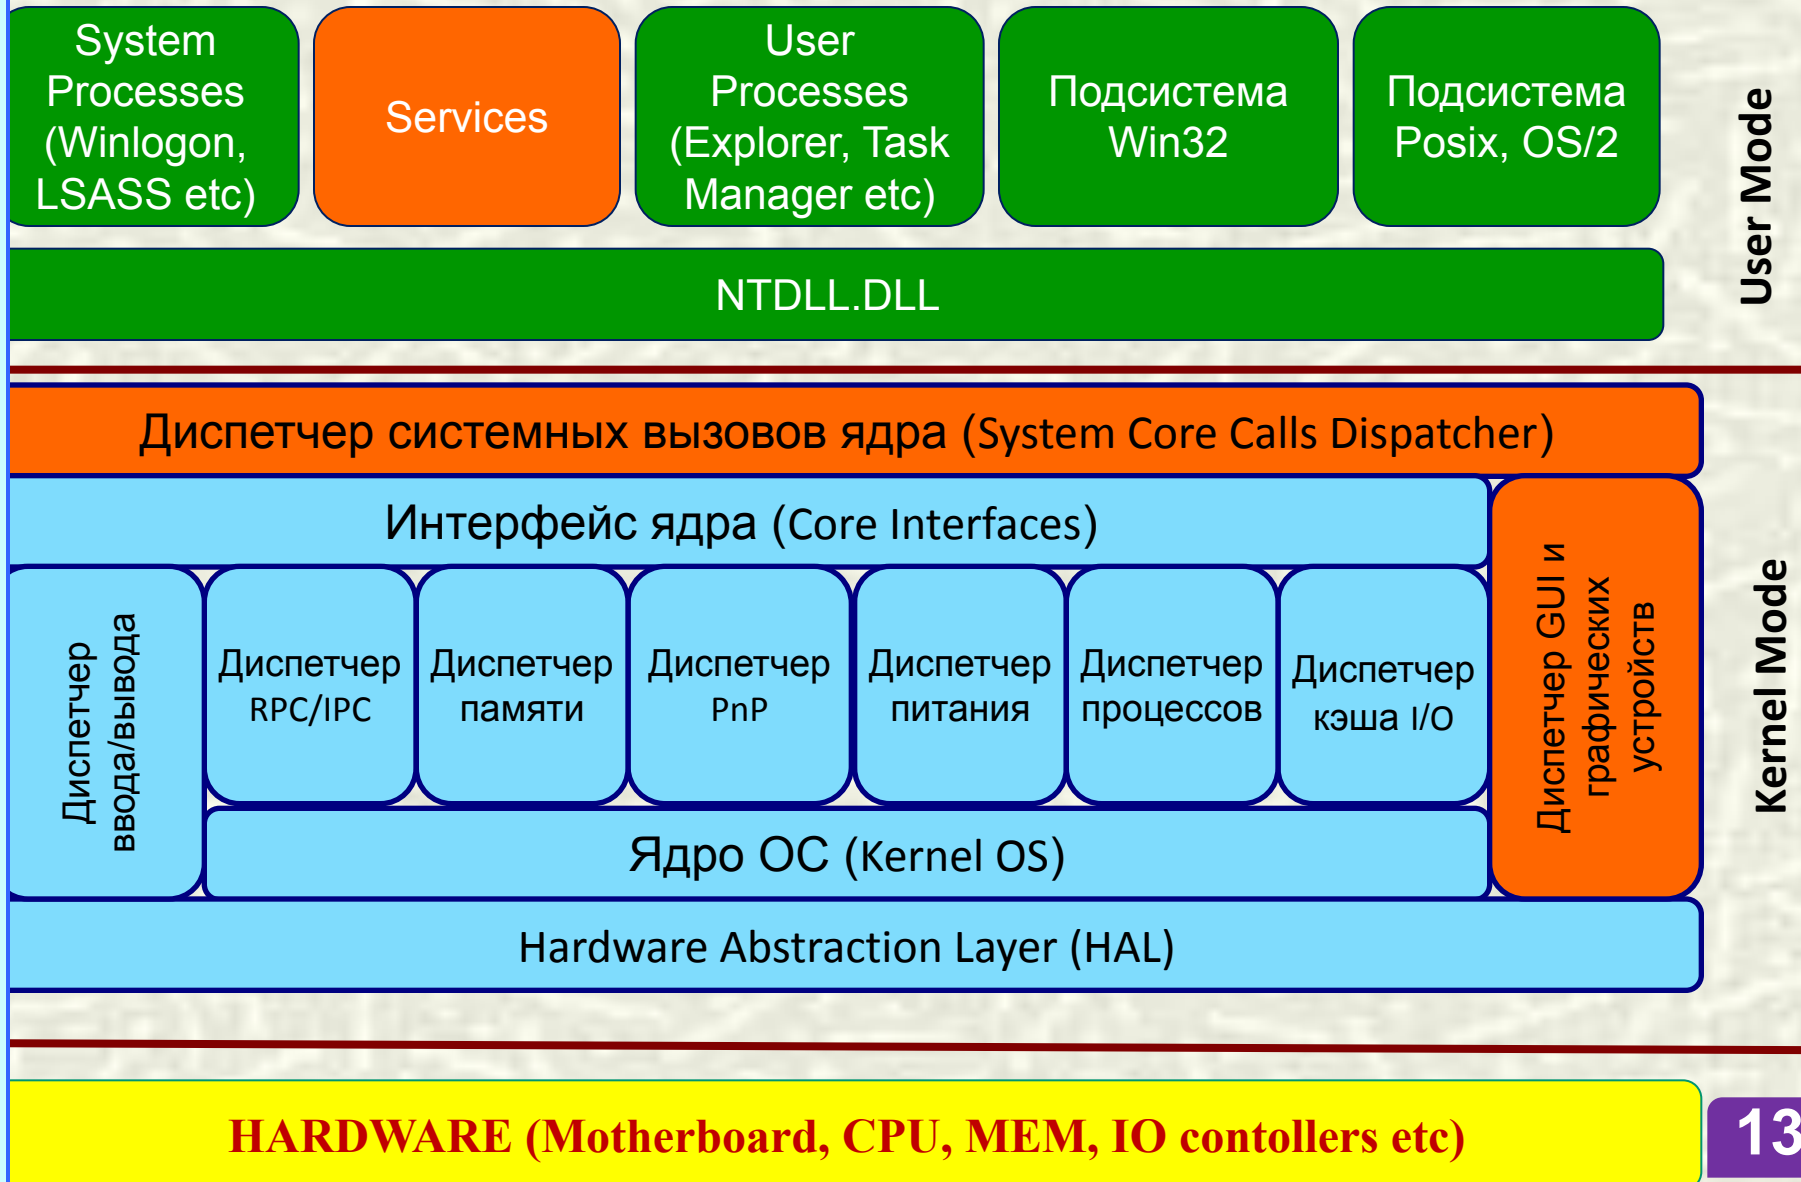 System
Processes
(Winlogon,
LSASS etc)
Services
User
Processes
(Explorer, Task
Manager etc)
Подсистема
Win32
Подсистема
Posix, OS/2
User Mode
NTDLL.DLL
Диспетчер системных вызовов ядра (System Core Calls Dispatcher)
Интерфейс ядра (Core Interfaces)
Диспетчер
ввода/вывода
Диспетчер
RPC/IPC
Диспетчер
памяти
Диспетчер
PnP
Диспетчер
питания
Диспетчер
процессов
Диспетчер
кэша I/O
Диспетчер GUI и
графических
устройств
Kernel Mode
Ядро ОС (Kernel OS)
Hardware Abstraction Layer (HAL)
HARDWARE (Motherboard, CPU, MEM, IO contollers etc)
13